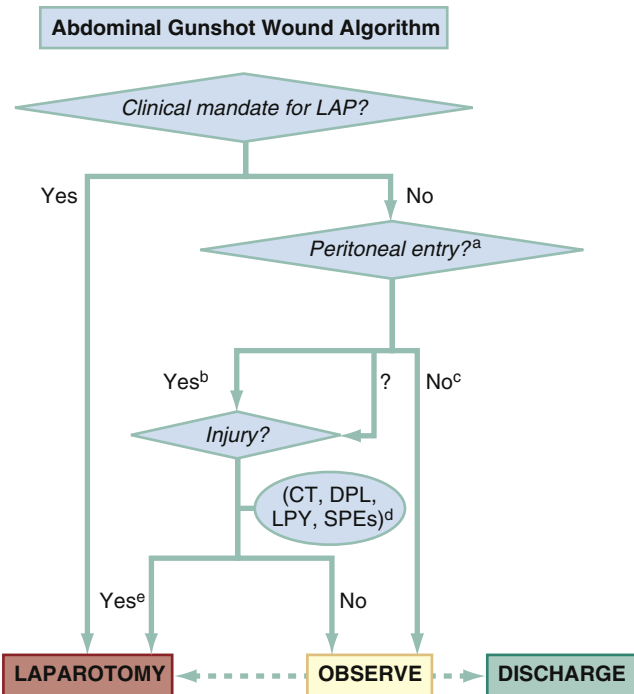 Abdominal Gunshot Wound Algorithm
Clinical mandate for LAP?
Yes
No
Peritoneal entry?ᵃ
Yesᵇ
?
Noᶜ
Injury?
(CT, DPL,
LPY, SPEs)ᵈ
Yesᵉ
No
LAPAROTOMY
OBSERVE
DISCHARGE